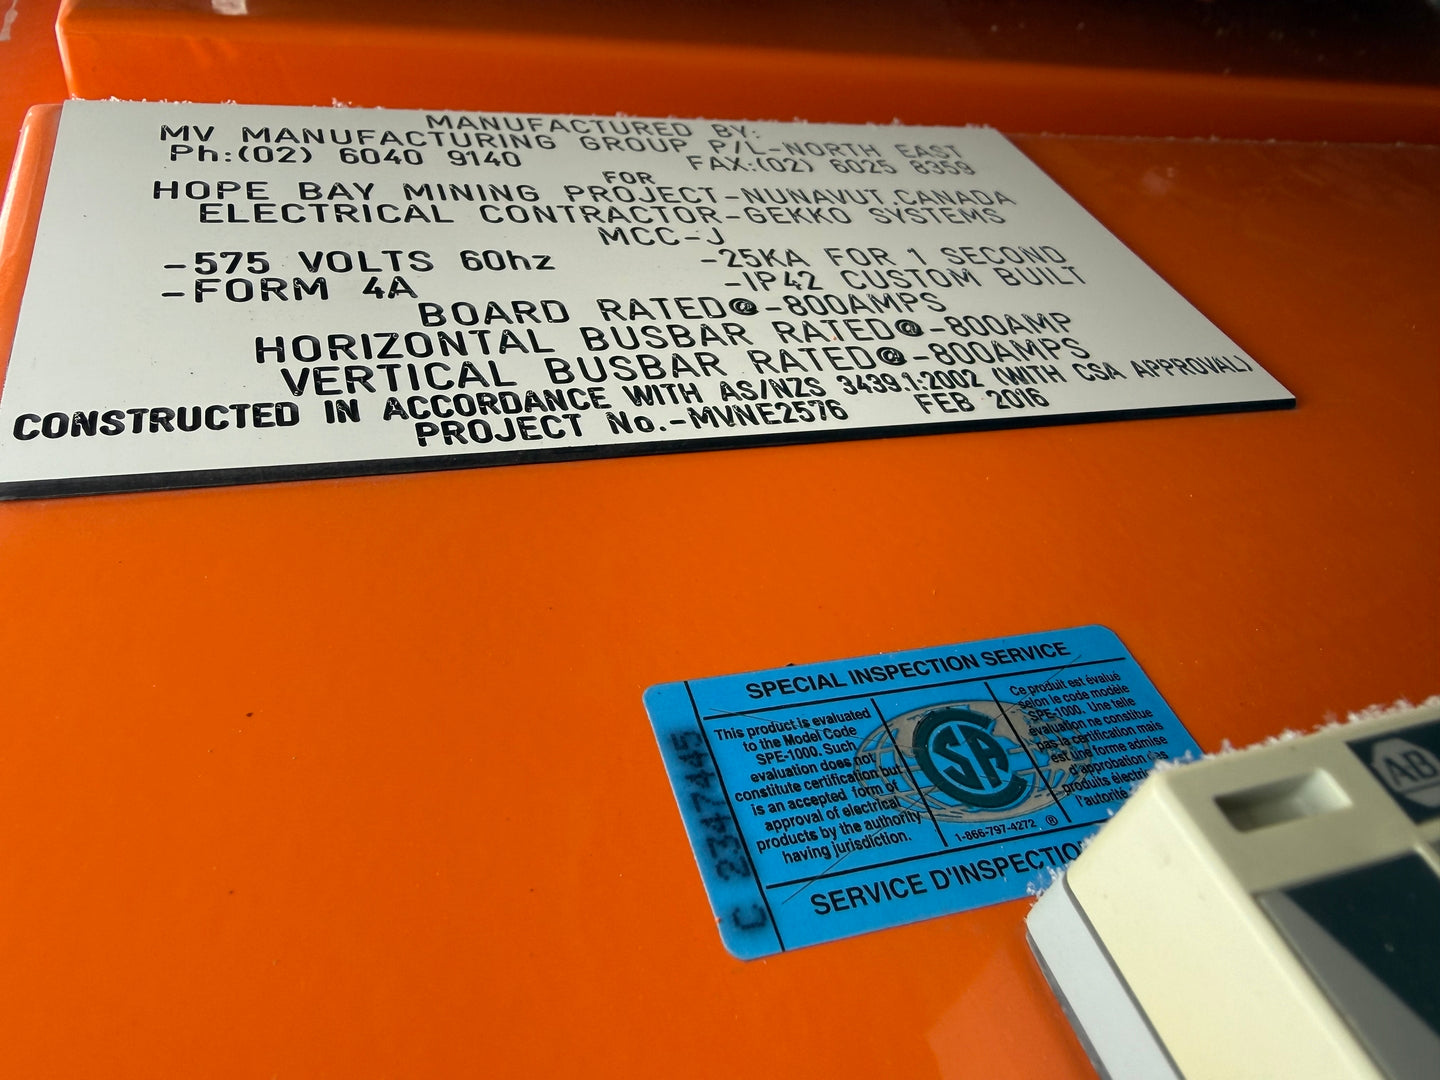 MANUFACTURED BY:
MV MANUFACTURING GROUP P/L-NORTH EAST
Ph:(02) 6040 9140 FAX:(02) 6025 8359
FOR
HOPE BAY MINING PROJECT-NUNAVUT,CANADA
ELECTRICAL CONTRACTOR-GEKKO SYSTEMS
MCC-J
-575 VOLTS 60hz -25KA FOR 1 SECOND
-FORM 4A -IP42 CUSTOM BUILT
BOARD RATED@-800AMPS
HORIZONTAL BUSBAR RATED@-800AMP
VERTICAL BUSBAR RATED@-800AMPS
CONSTRUCTED IN ACCORDANCE WITH AS/NZS 3439.1:2002 (WITH CSA APPROVAL)
PROJECT No.-MVNE2576 FEB 2016
SPECIAL INSPECTION SERVICE
C 2347445
This product is evaluated
to the Model Code
SPE-1000. Such
evaluation does not
constitute certification but
is an accepted form of
approval of electrical
products by the authority
having jurisdiction.
CSA
1-866-797-4272 ®
Ce produit est évalué
selon le code modèle
SPE-1000. Une telle
évaluation ne constitue
pas la certification mais
est une forme admise
d'approbation
produits
l'autorité
SERVICE D'INSPECTION
AB